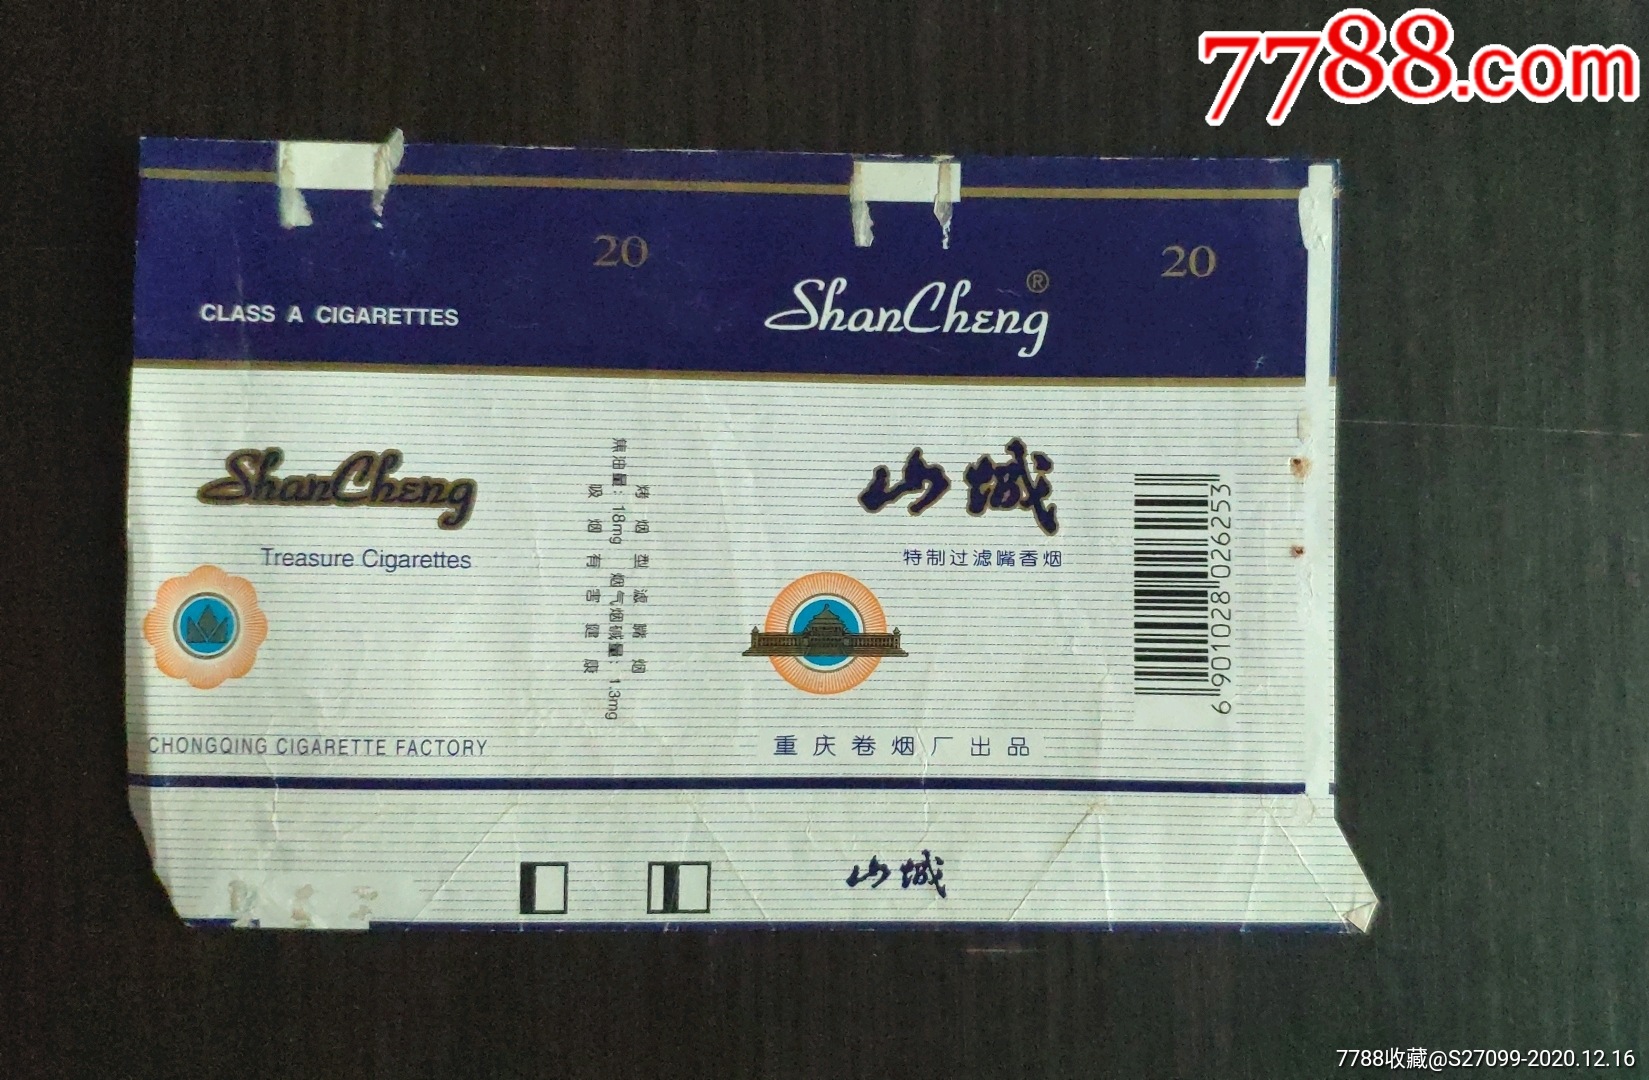 7788.com
20
20
CLASS A CIGARETTES
ShanCheng®
ShanCheng
Treasure Cigarettes
烤烟型滤嘴烟
焦油量：18mg 烟气烟碱量：1.3mg
吸烟有害健康
山城
特制过滤嘴香烟
6901028026253
CHONGQING CIGARETTE FACTORY
重庆卷烟厂出品
山城
7788收藏@S27099-2020.12.16